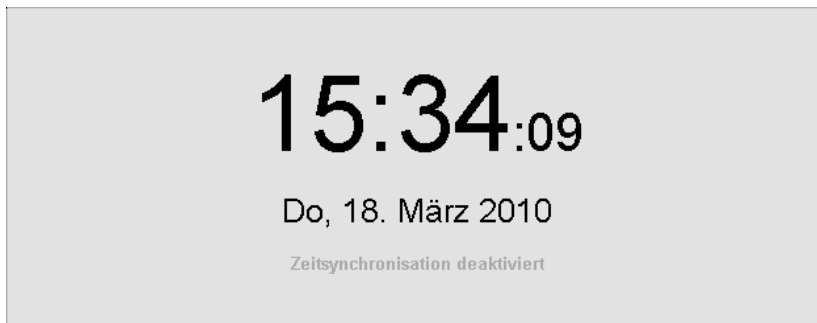 15:34:09
Do, 18. März 2010
Zeitsynchronisation deaktiviert